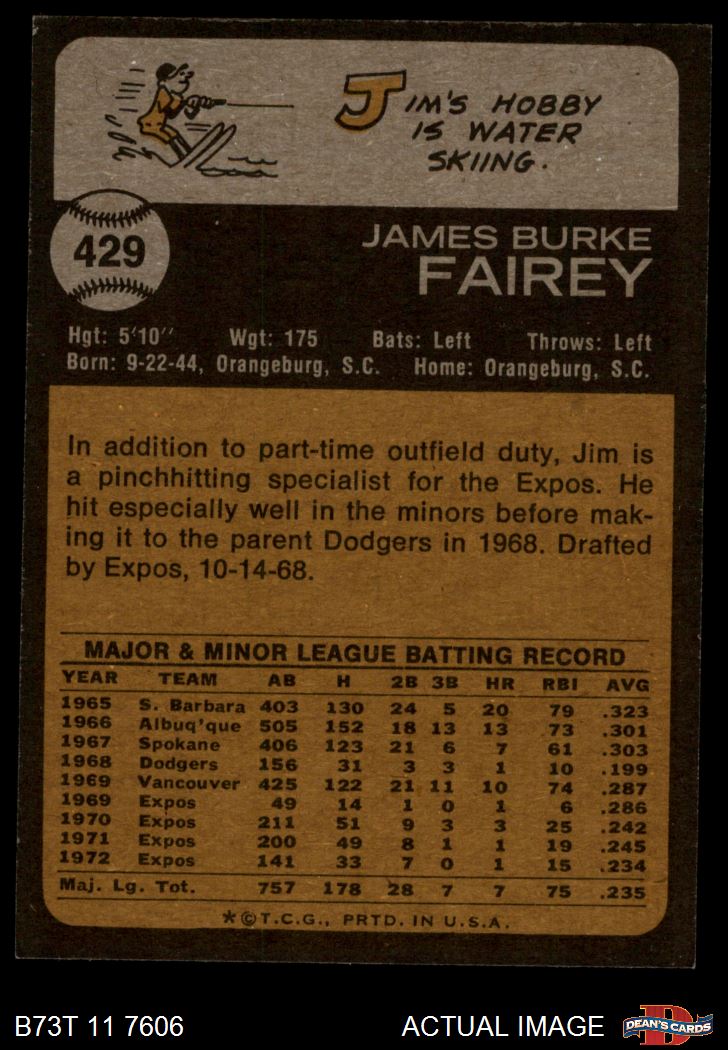 JIM'S HOBBY
IS WATER
SKIING.
429
JAMES BURKE
FAIREY
Hgt: 5'10'' Wgt: 175 Bats: Left Throws: Left
Born: 9-22-44, Orangeburg, S.C. Home: Orangeburg, S.C.
In addition to part-time outfield duty, Jim is
a pinchhitting specialist for the Expos. He
hit especially well in the minors before mak-
ing it to the parent Dodgers in 1968. Drafted
by Expos, 10-14-68.
MAJOR & MINOR LEAGUE BATTING RECORD
YEAR TEAM AB H 2B 3B HR RBI AVG
1965 S. Barbara 403 130 24 5 20 79 .323
1966 Albuq'que 505 152 18 13 13 73 .301
1967 Spokane 406 123 21 6 7 61 .303
1968 Dodgers 156 31 3 3 1 10 .199
1969 Vancouver 425 122 21 11 10 74 .287
1969 Expos 49 14 1 0 1 6 .286
1970 Expos 211 51 9 3 3 25 .242
1971 Expos 200 49 8 1 1 19 .245
1972 Expos 141 33 7 0 1 15 .234
Maj. Lg. Tot. 757 178 28 7 7 75 .235
*©T.C.G., PRTD. IN U.S.A.
B73T 11 7606 ACTUAL IMAGE
D
DEAN'S CARDS